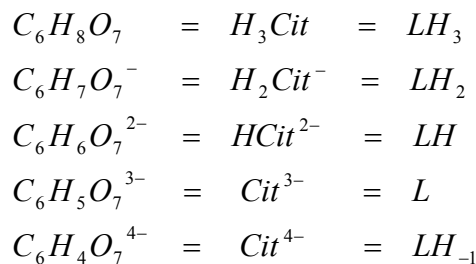 C₆H₈O₇ = H₃Cit = LH₃
C₆H₇O₇⁻ = H₂Cit⁻ = LH₂
C₆H₆O₇²⁻ = HCit²⁻ = LH
C₆H₅O₇³⁻ = Cit³⁻ = L
C₆H₄O₇⁴⁻ = Cit⁴⁻ = LH₋₁